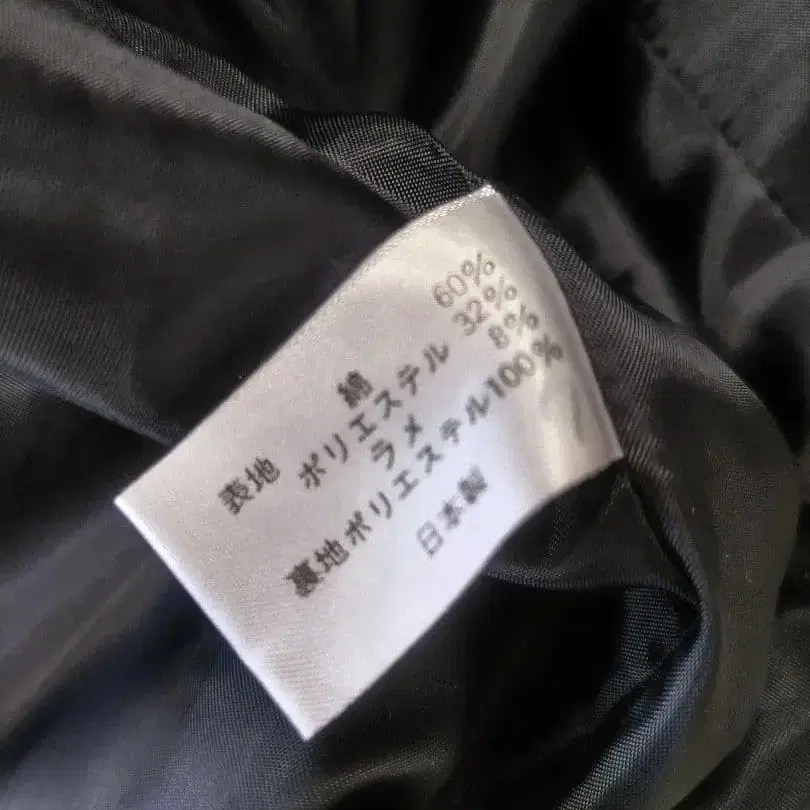 表地 綿 60%
ポリエステル 32%
ラメ 8%
裏地ポリエステル100%
日本製